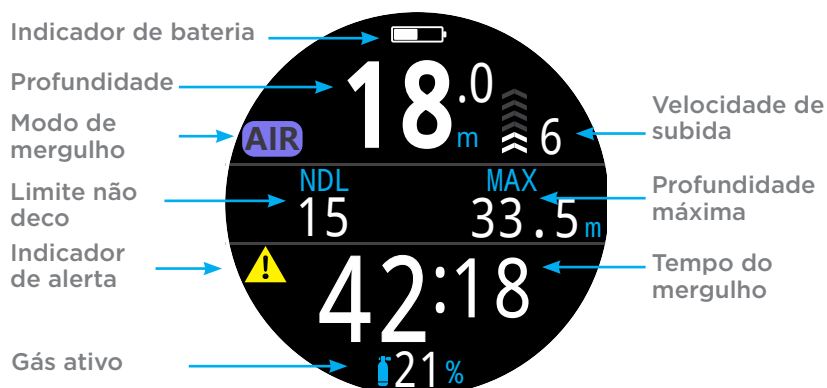 Indicador de bateria
Profundidade
18.0
m
Modo de
mergulho
AIR
6
Velocidade de
subida
Limite não
deco
NDL
15
MAX
33.5m
Profundidade
máxima
Indicador
de alerta
42:18
Tempo do
mergulho
Gás ativo
21%